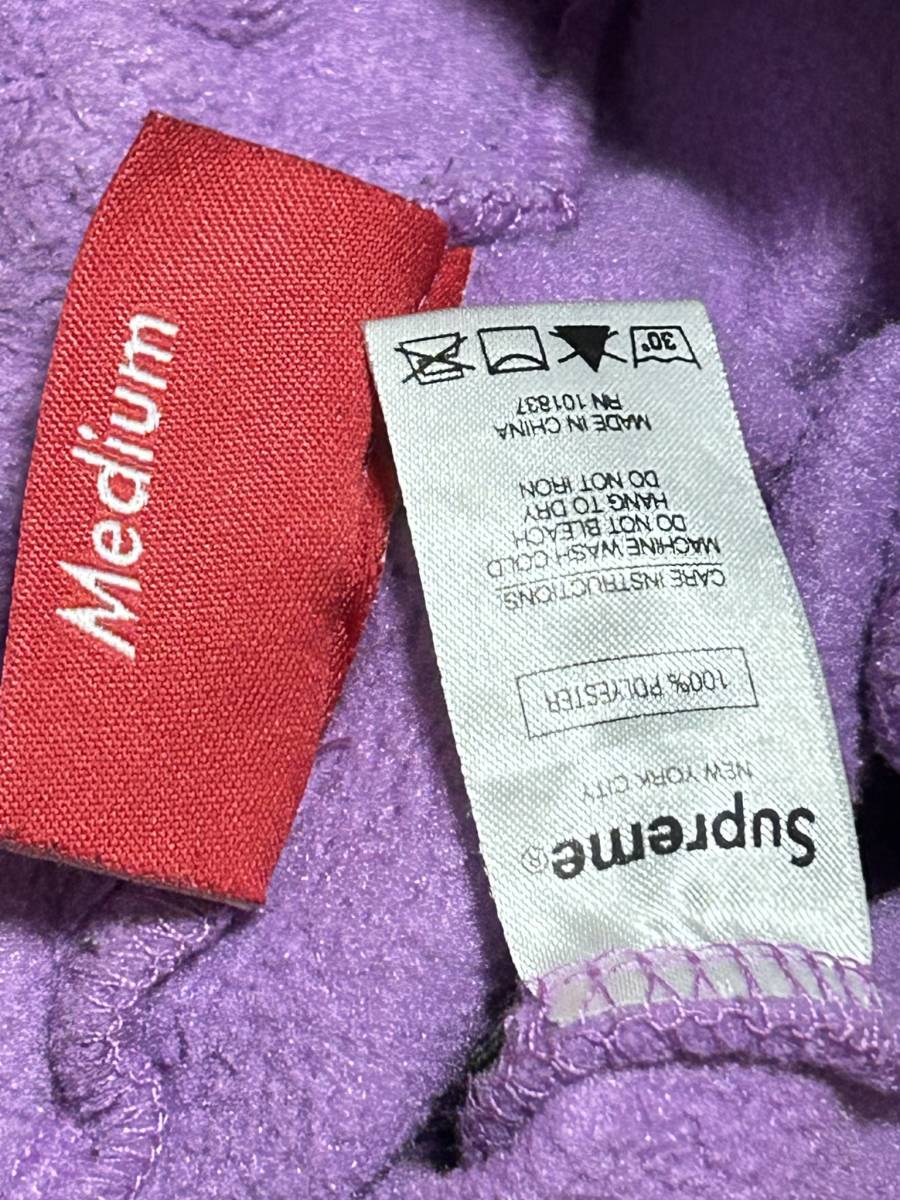 Medium
Supreme®
NEW YORK CITY
100% POLYESTER
CARE INSTRUCTIONS
MACHINE WASH COLD
DO NOT BLEACH
HANG TO DRY
DO NOT IRON
MADE IN CHINA
RN 101837
30°